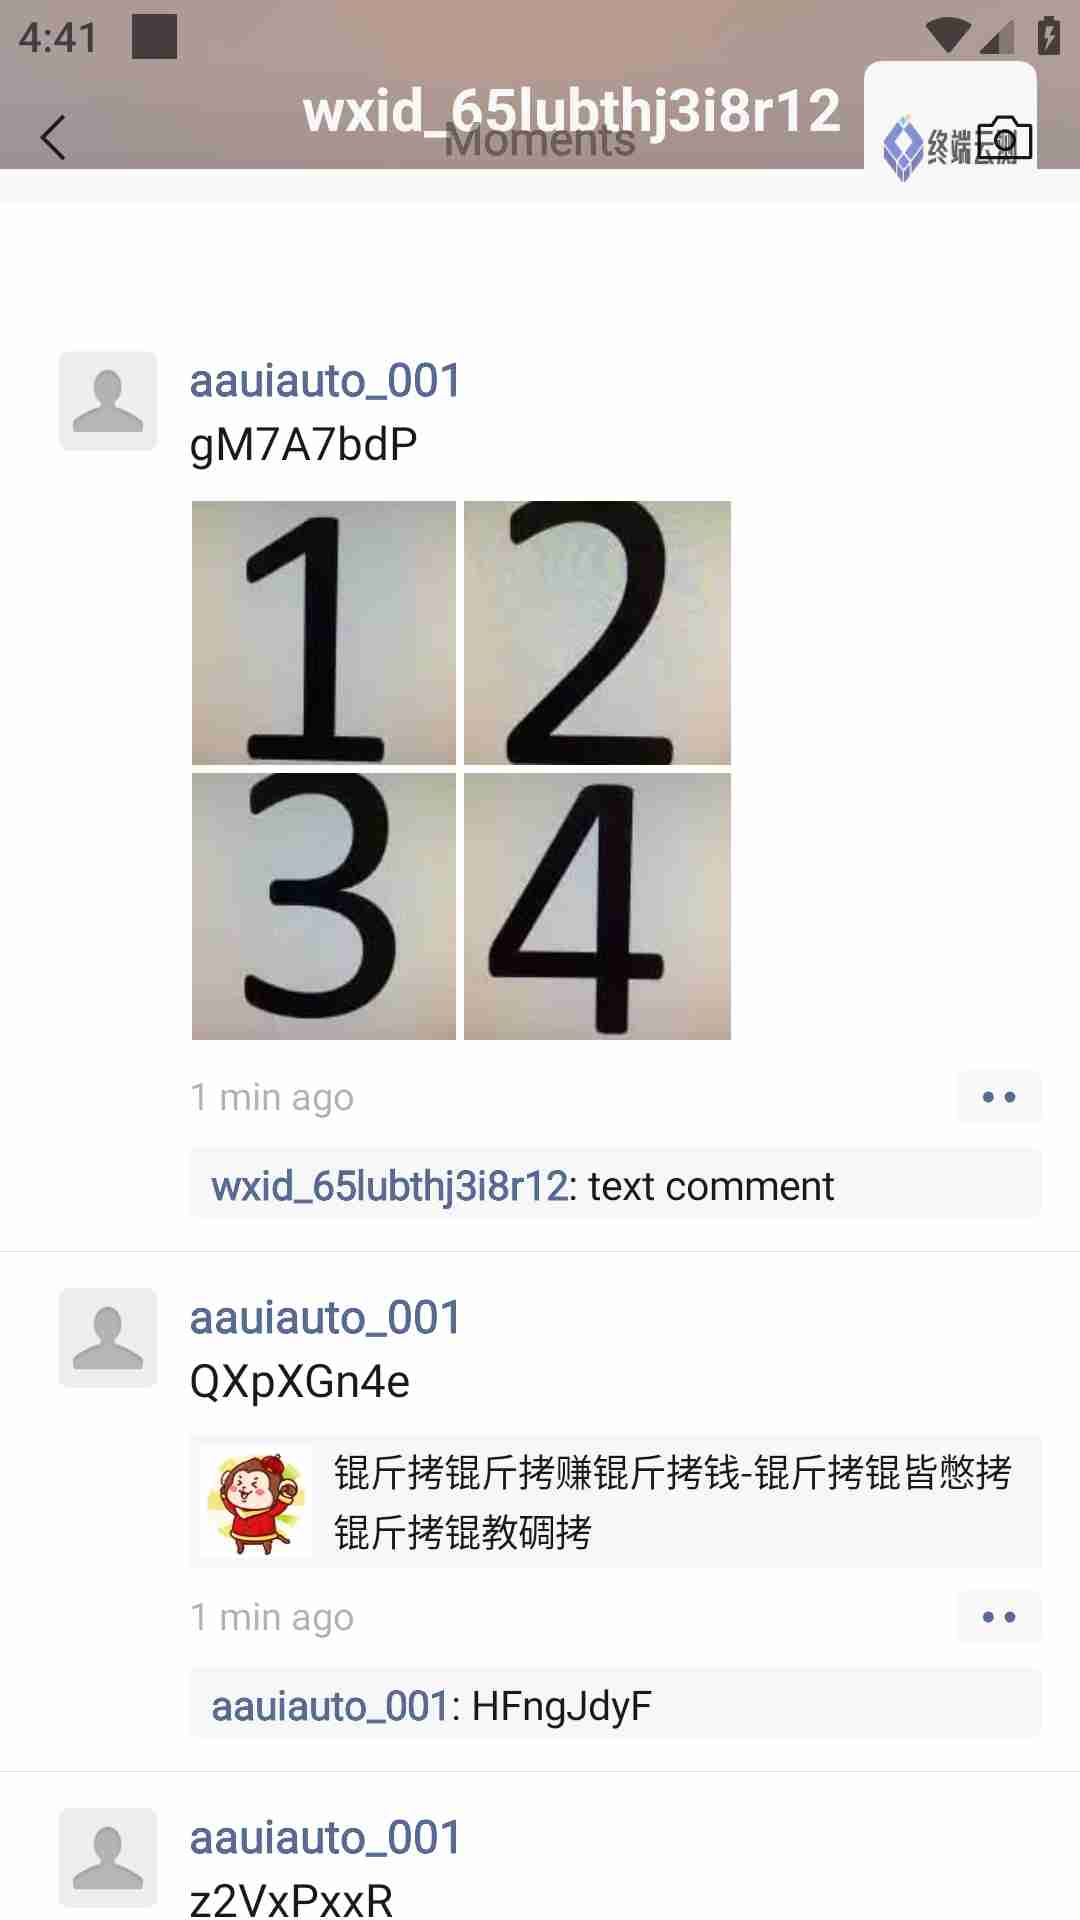 4:41
wxid_65lubthj3i8r12
Moments
终端云测
aauiauto_001
gM7A7bdP
1 2
3 4
1 min ago
wxid_65lubthj3i8r12: text comment
aauiauto_001
QXpXGn4e
锟斤拷锟斤拷赚锟斤拷钱-锟斤拷锟皆憋拷
锟斤拷锟教碉拷
1 min ago
aauiauto_001: HFngJdyF
aauiauto_001
z2VxPxxR